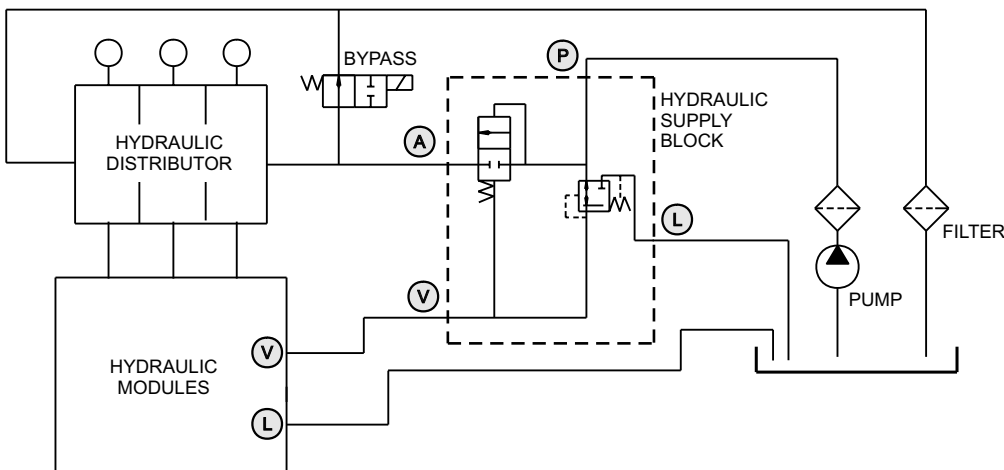 BYPASS
P
HYDRAULIC
SUPPLY
BLOCK
HYDRAULIC
DISTRIBUTOR
A
L
FILTER
PUMP
V
V
HYDRAULIC
MODULES
L